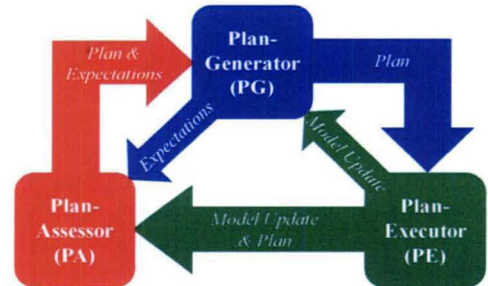 Plan &
Expectations
Plan-
Generator
(PG)
Plan
Expectations
Model Update
Plan-
Assessor
(PA)
Model Update
& Plan
Plan-
Executor
(PE)